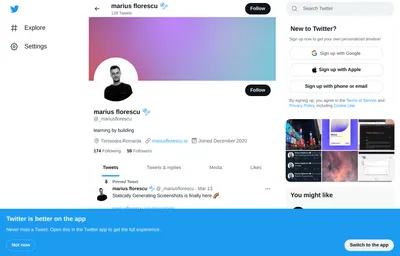 marius florescu
128 Tweets
Follow
Search Twitter
Explore
Settings
Follow
marius florescu
@_mariusflorescu
learning by building
Timisoara, Romania mariusflorescu.st Joined December 2020
174 Following 59 Followers
Tweets Tweets & replies Media Likes
Pinned Tweet
marius florescu @_mariusflorescu · Mar 13
Statically Generating Screenshots is finally here
New to Twitter?
Sign up now to get your own personalized timeline!
Sign up with Google
Sign up with Apple
Sign up with phone or email
By signing up, you agree to the Terms of Service and
Privacy Policy, including Cookie Use.
You might like
Twitter is better on the app
Never miss a Tweet. Open this in the Twitter app to get the full experience.
Not now
Switch to the app